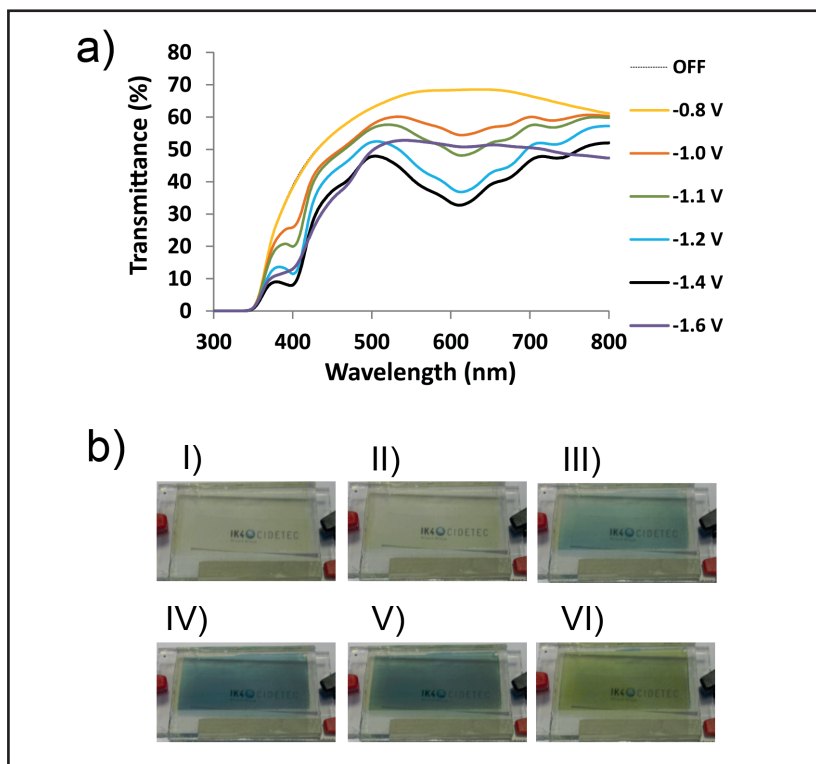 a)
80
70
60
50
40
30
20
10
0
Transmittance (%)
300 400 500 600 700 800
Wavelength (nm)
OFF
-0.8 V
-1.0 V
-1.1 V
-1.2 V
-1.4 V
-1.6 V
b)
I) II) III)
IK4 CIDETEC IK4 CIDETEC IK4 CIDETEC
IV) V) VI)
IK4 CIDETEC IK4 CIDETEC IK4 CIDETEC